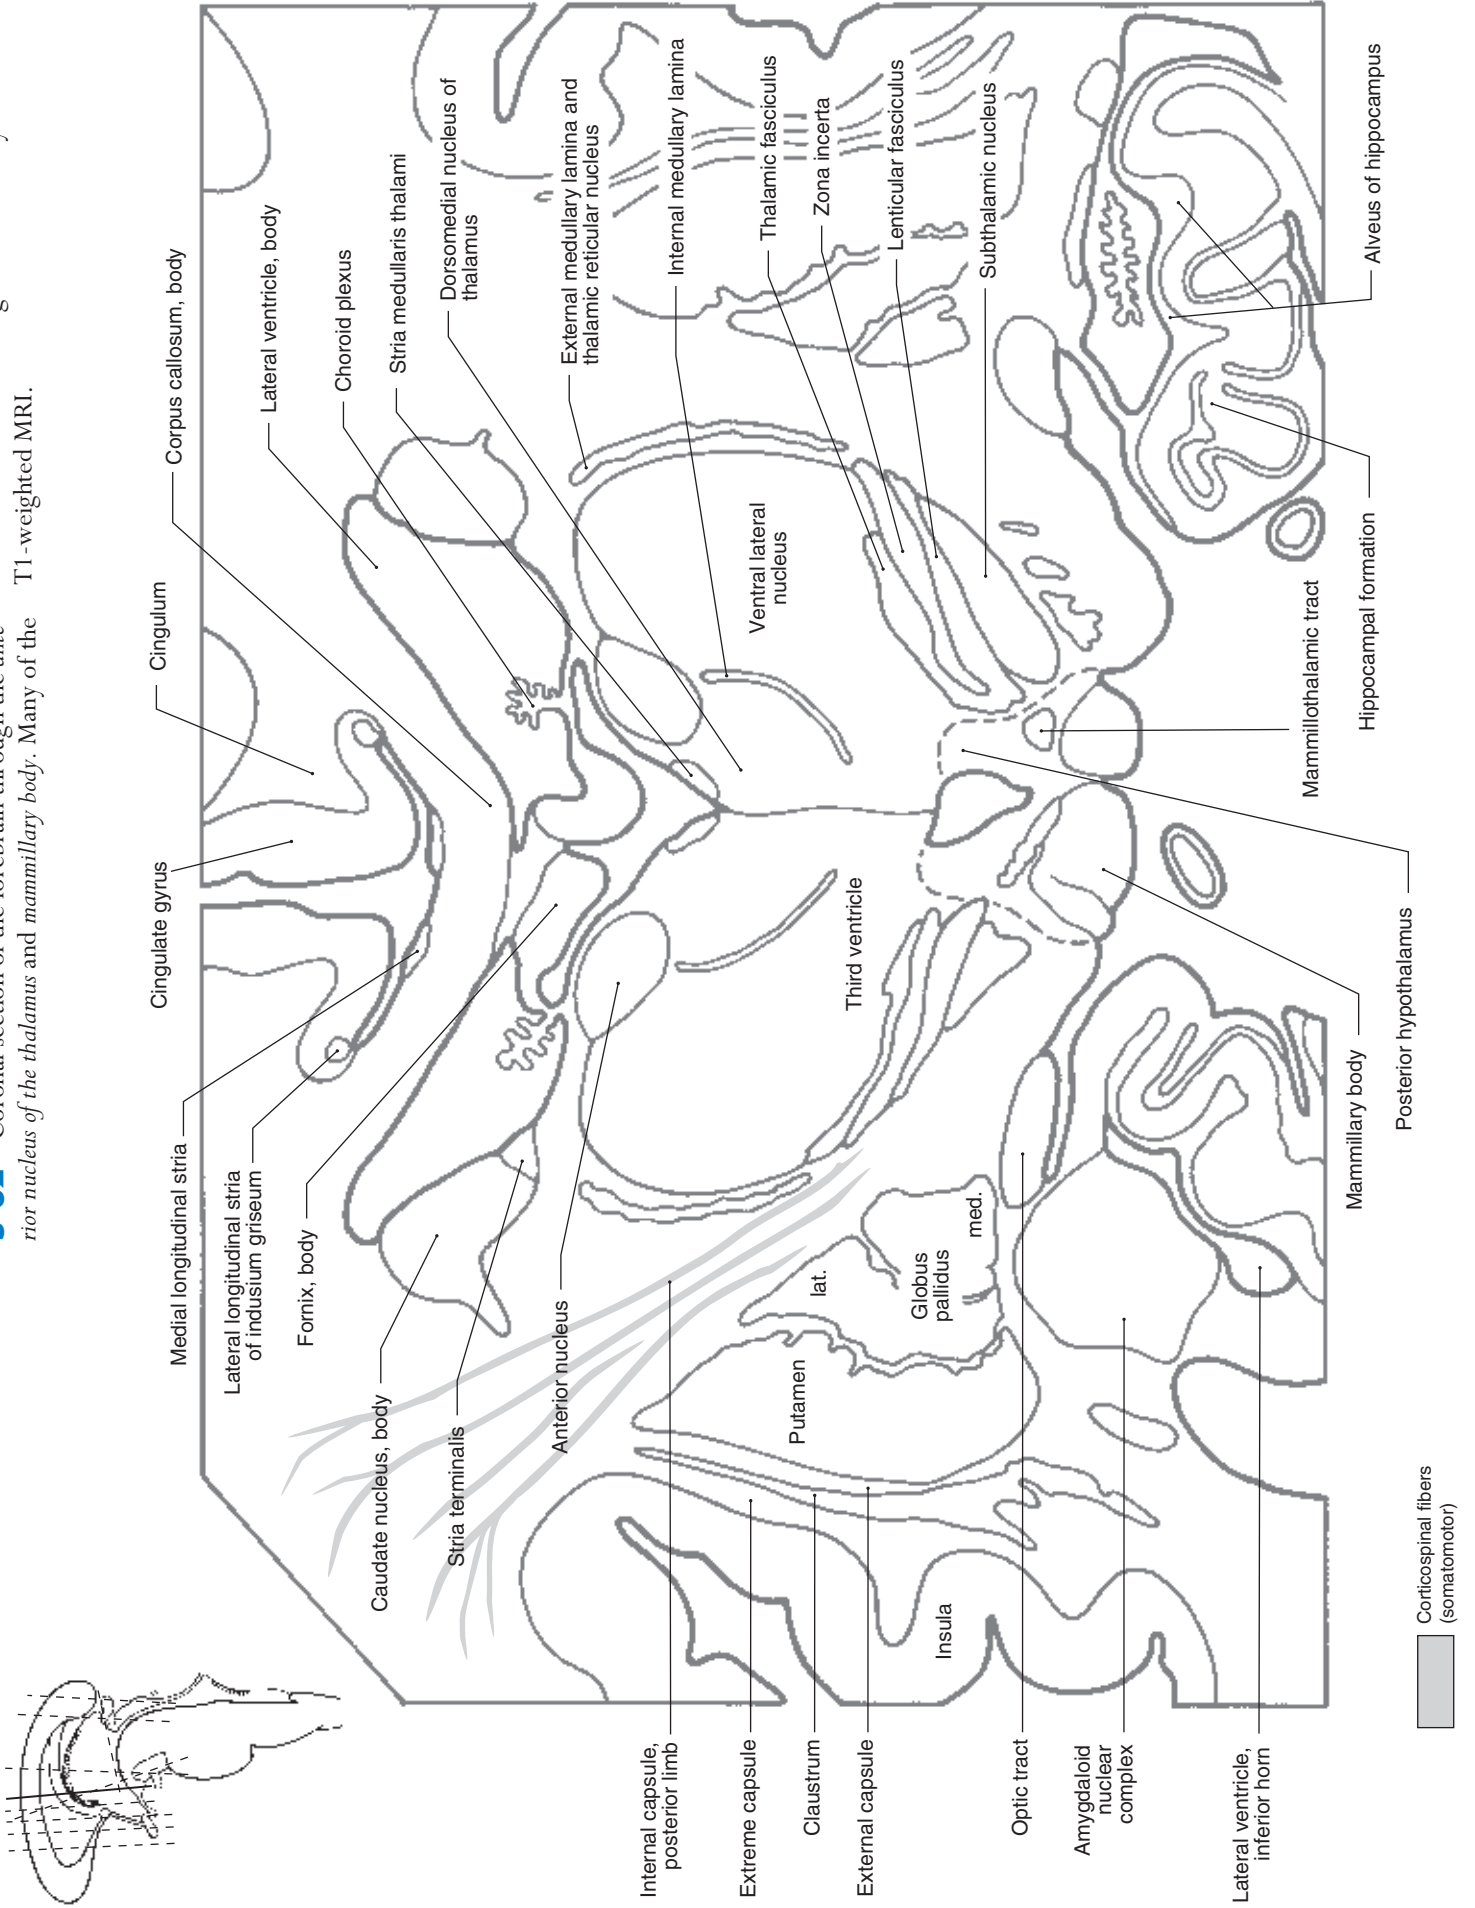 Coronal section of the forebrain through the ante
rior nucleus of the thalamus and mammillary body. Many of the
T1-weighted MRI.
Medial longitudinal stria
Lateral longitudinal stria
of indusium griseum
Fornix, body
Caudate nucleus, body
Stria terminalis
Anterior nucleus
Cingulate gyrus
Cingulum
Corpus callosum, body
Lateral ventricle, body
Choroid plexus
Stria medullaris thalami
Dorsomedial nucleus of
thalamus
External medullary lamina and
thalamic reticular nucleus
Internal medullary lamina
Thalamic fasciculus
Zona incerta
Lenticular fasciculus
Subthalamic nucleus
Ventral lateral
nucleus
Third ventricle
lat.
Globus
pallidus
med.
Putamen
Insula
Internal capsule,
posterior limb
Extreme capsule
Claustrum
External capsule
Optic tract
Amygdaloid
nuclear
complex
Lateral ventricle,
inferior horn
Mammillary body
Posterior hypothalamus
Mammillothalamic tract
Hippocampal formation
Alveus of hippocampus
Corticospinal fibers
(somatomotor)